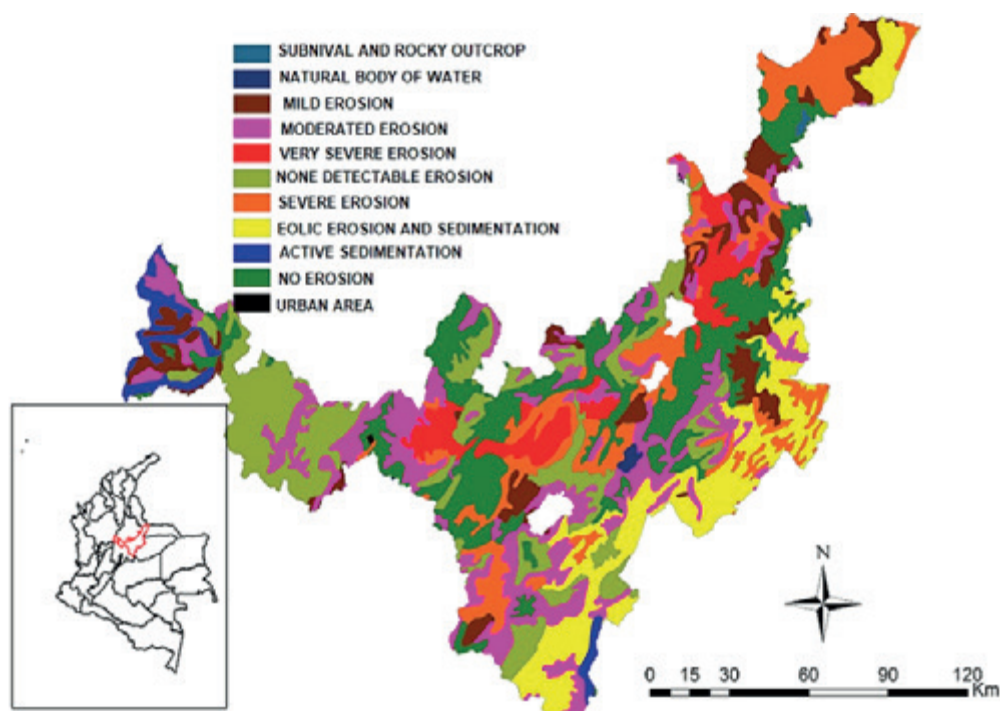 SUBNIVAL AND ROCKY OUTCROP
NATURAL BODY OF WATER
MILD EROSION
MODERATED EROSION
VERY SEVERE EROSION
NONE DETECTABLE EROSION
SEVERE EROSION
EOLIC EROSION AND SEDIMENTATION
ACTIVE SEDIMENTATION
NO EROSION
URBAN AREA
N
0 15 30 60 90 120
Km